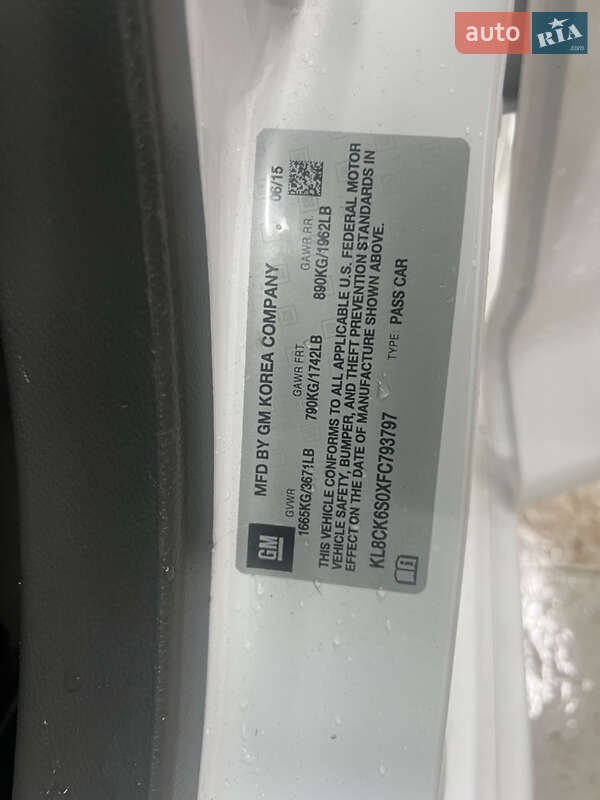 auto RIA
.com
GM
MFD BY GM KOREA COMPANY 06/15
GVWR GAWR FRT. GAWR RR.
1665KG/3671LB 790KG/1742LB 890KG/1962LB
THIS VEHICLE CONFORMS TO ALL APPLICABLE U.S. FEDERAL MOTOR
VEHICLE SAFETY, BUMPER, AND THEFT PREVENTION STANDARDS IN
EFFECT ON THE DATE OF MANUFACTURE SHOWN ABOVE.
KL8CK6S0XFC793797 TYPE: PASS CAR